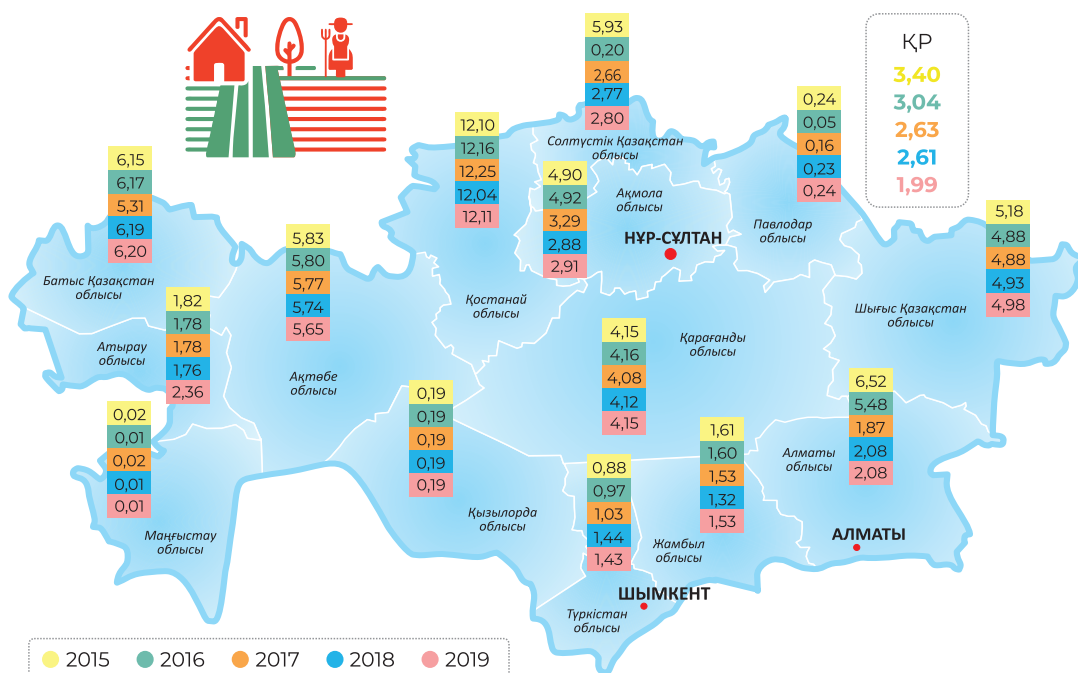 5,93
0,20
2,66
2,77
2,80
ҚР
3,40
3,04
2,63
2,61
1,99
12,10
12,16
12,25
12,04
12,11
Солтүстік Қазақстан
облысы
0,24
0,05
0,16
0,23
0,24
6,15
6,17
5,31
6,19
6,20
Батыс Қазақстан
облысы
5,83
5,80
5,77
5,74
5,65
4,90
4,92
3,29
2,88
2,91
Ақмола
облысы
НҰР-СҰЛТАН
Павлодар
облысы
5,18
4,88
4,88
4,93
4,98
Шығыс Қазақстан
облысы
1,82
1,78
1,78
1,76
2,36
Атырау
облысы
Ақтөбе
облысы
Қостанай
облысы
4,15
4,16
4,08
4,12
4,15
Қарағанды
облысы
0,02
0,01
0,02
0,01
0,01
Маңғыстау
облысы
0,19
0,19
0,19
0,19
0,19
Қызылорда
облысы
0,88
0,97
1,03
1,44
1,43
1,61
1,60
1,53
1,32
1,53
Жамбыл
облысы
6,52
5,48
1,87
2,08
2,08
Алматы
облысы
АЛМАТЫ
ШЫМКЕНТ
Түркістан
облысы
2015 2016 2017 2018 2019